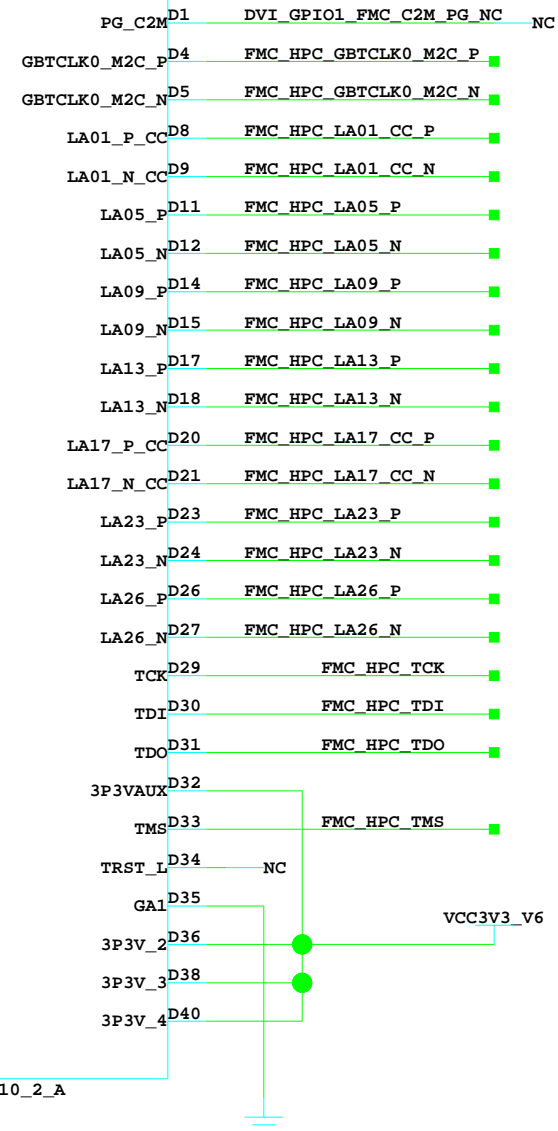 PG_C2M D1 DVI_GPIO1_FMC_C2M_PG_NC NC
GBTCLK0_M2C_P D4 FMC_HPC_GBTCLK0_M2C_P
GBTCLK0_M2C_N D5 FMC_HPC_GBTCLK0_M2C_N
LA01_P_CC D8 FMC_HPC_LA01_CC_P
LA01_N_CC D9 FMC_HPC_LA01_CC_N
LA05_P D11 FMC_HPC_LA05_P
LA05_N D12 FMC_HPC_LA05_N
LA09_P D14 FMC_HPC_LA09_P
LA09_N D15 FMC_HPC_LA09_N
LA13_P D17 FMC_HPC_LA13_P
LA13_N D18 FMC_HPC_LA13_N
LA17_P_CC D20 FMC_HPC_LA17_CC_P
LA17_N_CC D21 FMC_HPC_LA17_CC_N
LA23_P D23 FMC_HPC_LA23_P
LA23_N D24 FMC_HPC_LA23_N
LA26_P D26 FMC_HPC_LA26_P
LA26_N D27 FMC_HPC_LA26_N
TCK D29 FMC_HPC_TCK
TDI D30 FMC_HPC_TDI
TDO D31 FMC_HPC_TDO
3P3VAUX D32
TMS D33 FMC_HPC_TMS
TRST_L D34 NC
GA1 D35
VCC3V3_V6
3P3V_2 D36
3P3V_3 D38
3P3V_4 D40
10_2_A